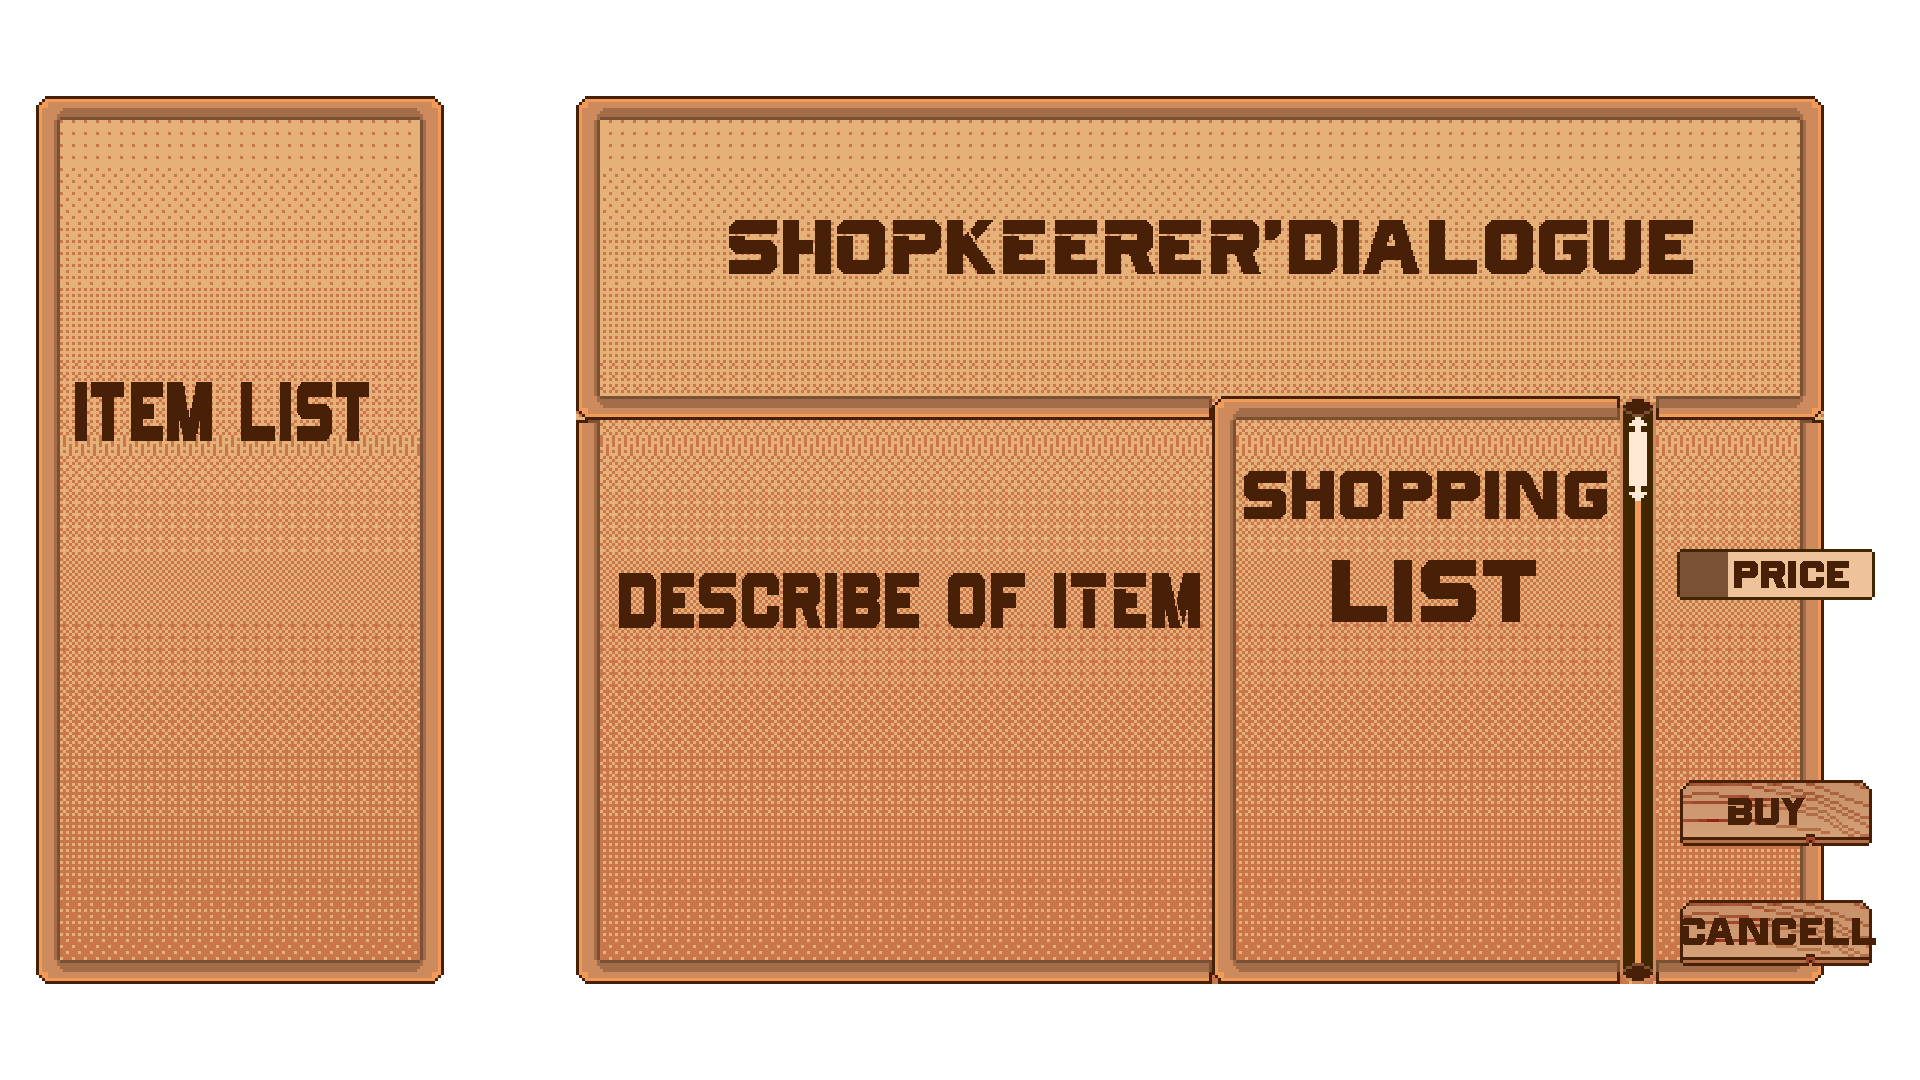 ITEM LIST
SHOPKEERER'DIALOGUE
DESCRIBE OF ITEM
SHOPPING
LIST
PRICE
BUY
CANCELL